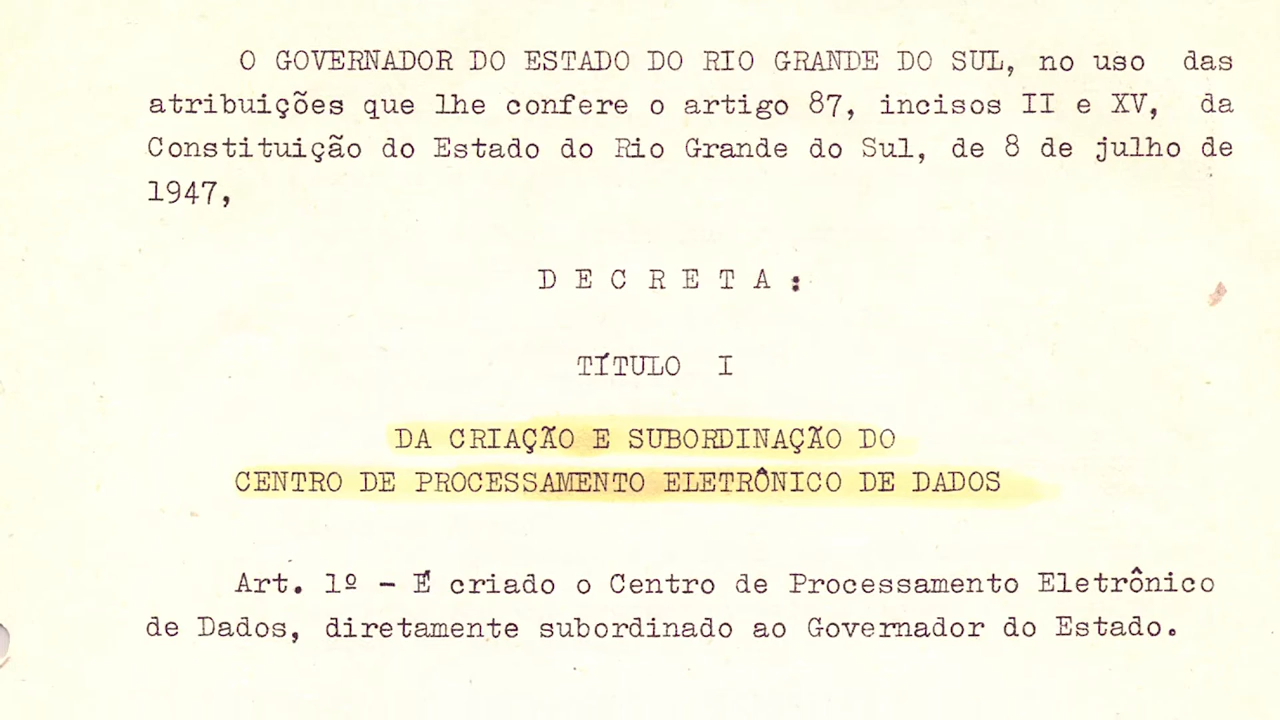 O GOVERNADOR DO ESTADO DO RIO GRANDE DO SUL, no uso das
atribuições que lhe confere o artigo 87, incisos II e XV, da
Constituição do Estado do Rio Grande do Sul, de 8 de julho de
1947,
D E C R E T A :
TÍTULO I
DA CRIAÇÃO E SUBORDINAÇÃO DO
CENTRO DE PROCESSAMENTO ELETRÔNICO DE DADOS
Art. 1º - É criado o Centro de Processamento Eletrônico
de Dados, diretamente subordinado ao Governador do Estado.